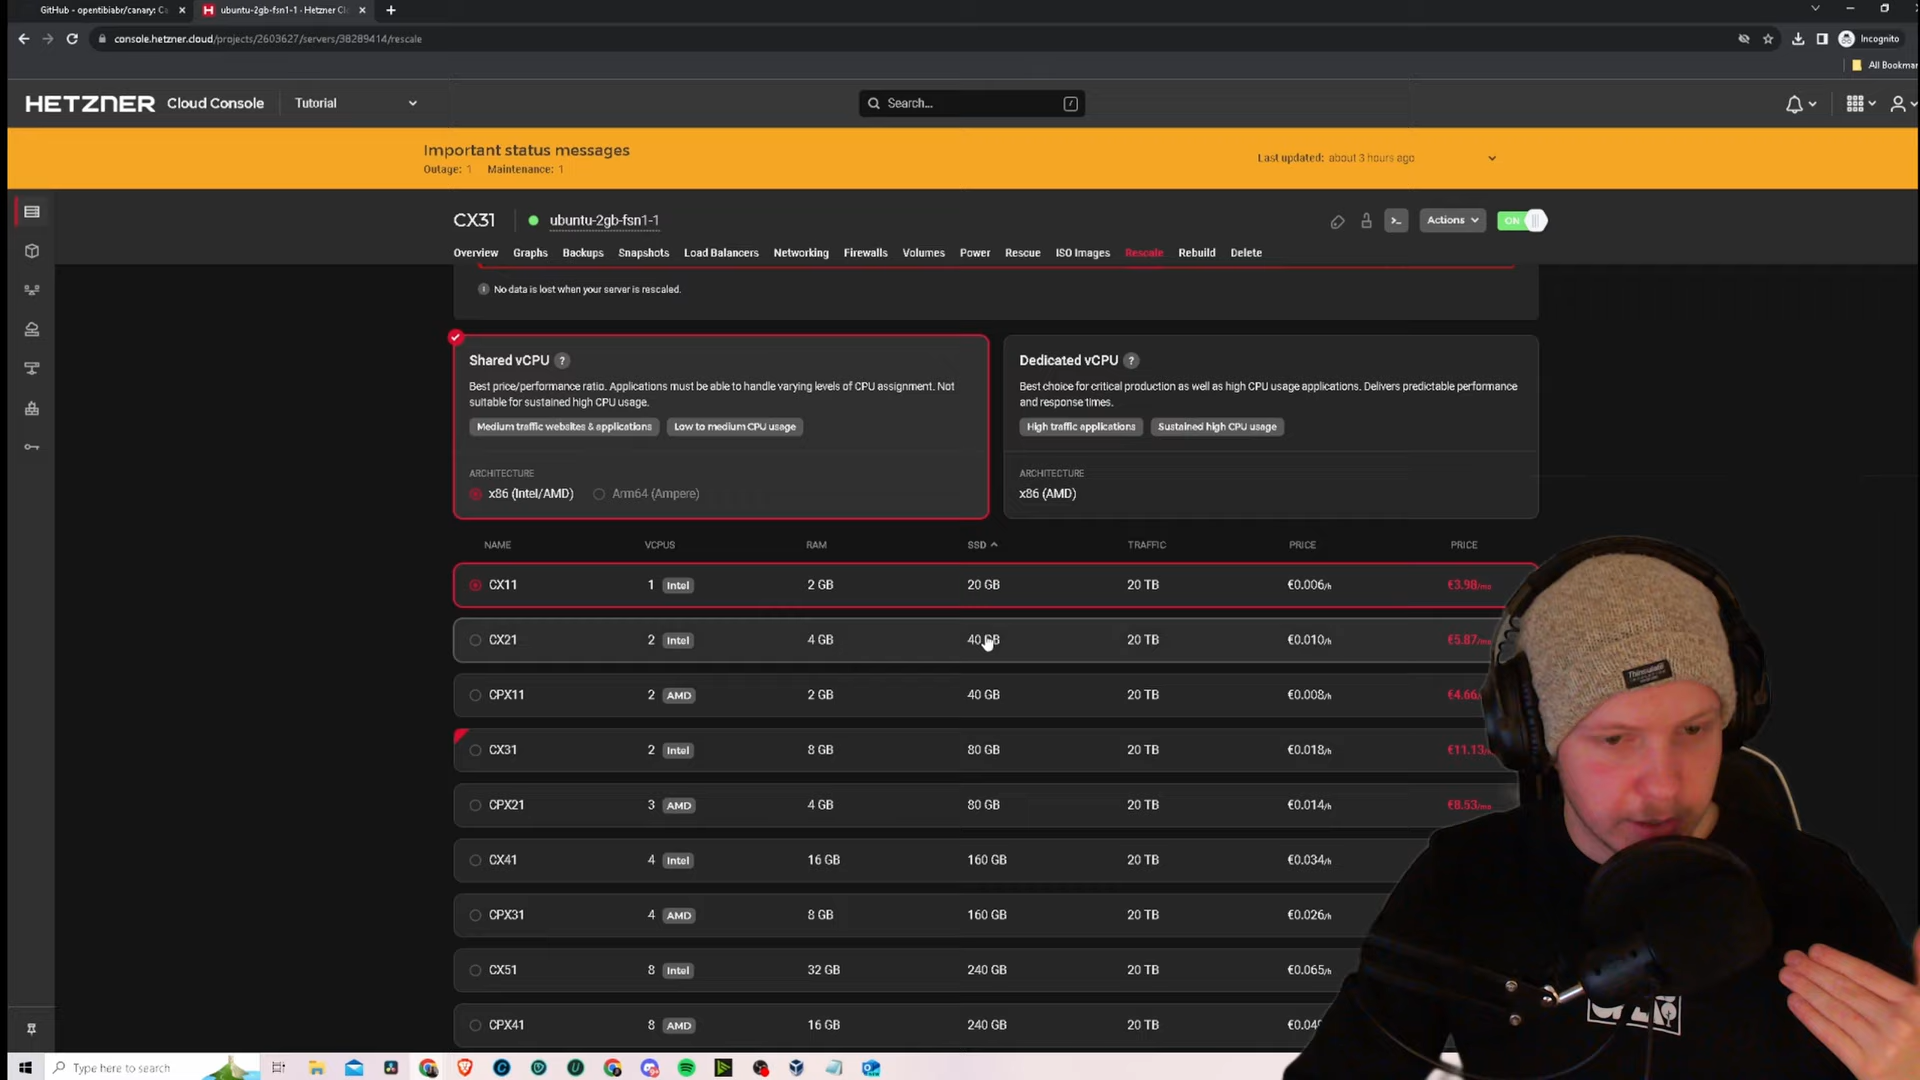 GitHub - opentibiabr/canary: Ca
ubuntu-2gb-fsn1-1 - Hetzner Cl
console.hetzner.cloud/projects/2603627/servers/38289414/rescale
Incognito
All Bookmar
HETZNER Cloud Console Tutorial
Search... /
Important status messages
Outage: 1 Maintenance: 1
Last updated: about 3 hours ago
CX31 ubuntu-2gb-fsn1-1
Actions ON
Overview Graphs Backups Snapshots Load Balancers Networking Firewalls Volumes Power Rescue ISO Images Rescale Rebuild Delete
No data is lost when your server is rescaled.
Shared vCPU ?
Best price/performance ratio. Applications must be able to handle varying levels of CPU assignment. Not
suitable for sustained high CPU usage.
Medium traffic websites & applications Low to medium CPU usage
ARCHITECTURE
x86 (Intel/AMD) Arm64 (Ampere)
Dedicated vCPU ?
Best choice for critical production as well as high CPU usage applications. Delivers predictable performance
and response times.
High traffic applications Sustained high CPU usage
ARCHITECTURE
x86 (AMD)
NAME VCPUS RAM SSD TRAFFIC PRICE PRICE
CX11 1 Intel 2 GB 20 GB 20 TB €0.006/h €3.98/mo
CX21 2 Intel 4 GB 40 GB 20 TB €0.010/h €5.87/mo
CPX11 2 AMD 2 GB 40 GB 20 TB €0.008/h €4.66/
CX31 2 Intel 8 GB 80 GB 20 TB €0.018/h €11.13/
CPX21 3 AMD 4 GB 80 GB 20 TB €0.014/h €8.53/mo
CX41 4 Intel 16 GB 160 GB 20 TB €0.034/h
CPX31 4 AMD 8 GB 160 GB 20 TB €0.026/h
CX51 8 Intel 32 GB 240 GB 20 TB €0.065/h
CPX41 8 AMD 16 GB 240 GB 20 TB €0.04
Thinsulate
Type here to search